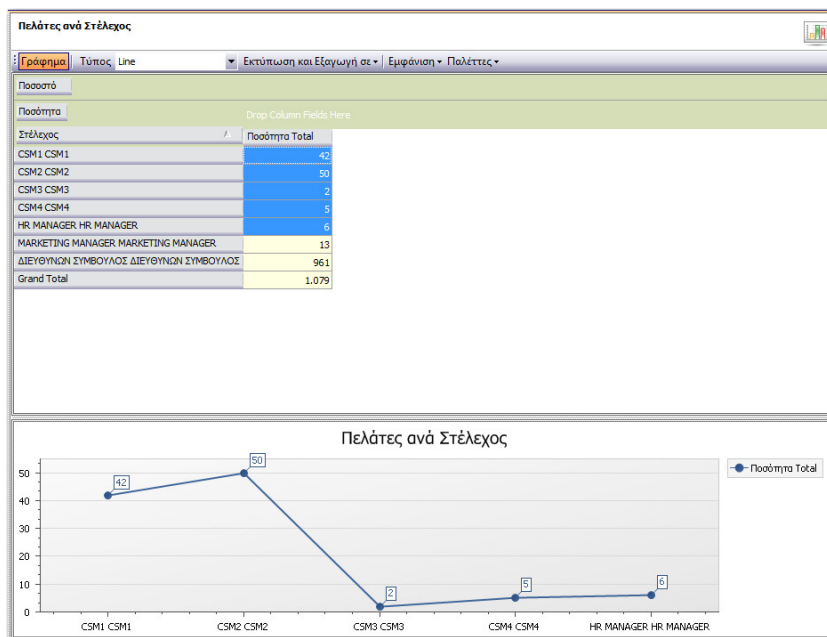 Πελάτες ανά Στέλεχος
Γράφημα Τύπος Line Εκτύπωση και Εξαγωγή σε Εμφάνιση Παλέττες
Ποσοστό
Ποσότητα Drop Column Fields Here
Στέλεχος Ποσότητα Total
CSM1 CSM1 42
CSM2 CSM2 50
CSM3 CSM3 2
CSM4 CSM4 5
HR MANAGER HR MANAGER 6
MARKETING MANAGER MARKETING MANAGER 13
ΔΙΕΥΘΥΝΩΝ ΣΥΜΒΟΥΛΟΣ ΔΙΕΥΘΥΝΩΝ ΣΥΜΒΟΥΛΟΣ 961
Grand Total 1.079
Πελάτες ανά Στέλεχος
50
40
30
20
10
0
42
50
2
5
6
Ποσότητα Total
CSM1 CSM1 CSM2 CSM2 CSM3 CSM3 CSM4 CSM4 HR MANAGER HR MANAGER